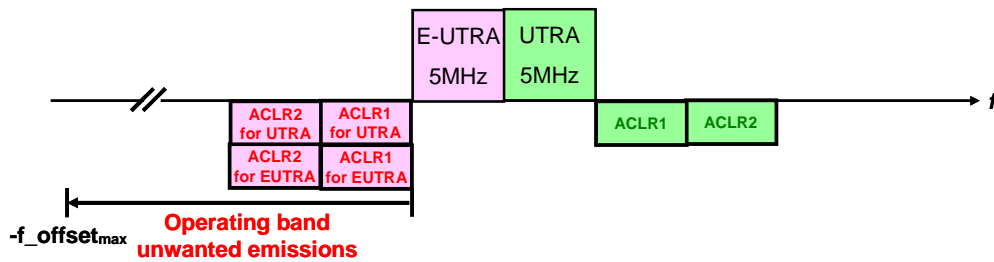 E-UTRA
5MHz
UTRA
5MHz
f
ACLR2
for UTRA
ACLR1
for UTRA
ACLR1
ACLR2
ACLR2
for EUTRA
ACLR1
for EUTRA
-f_offsetmax
Operating band
unwanted emissions